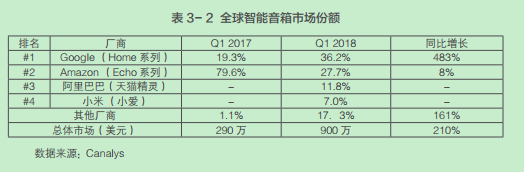 表 3- 2 全球智能音箱市场份额
排名 厂商 Q1 2017 Q1 2018 同比增长
#1 Google（Home 系列） 19.3% 36.2% 483%
#2 Amazon（Echo 系列） 79.6% 27.7% 8%
#3 阿里巴巴（天猫精灵） – 11.8% –
#4 小米（小爱） – 7.0% –
其他厂商 1.1% 17. 3% 161%
总体市场（美元） 290 万 900 万 210%
数据来源：Canalys